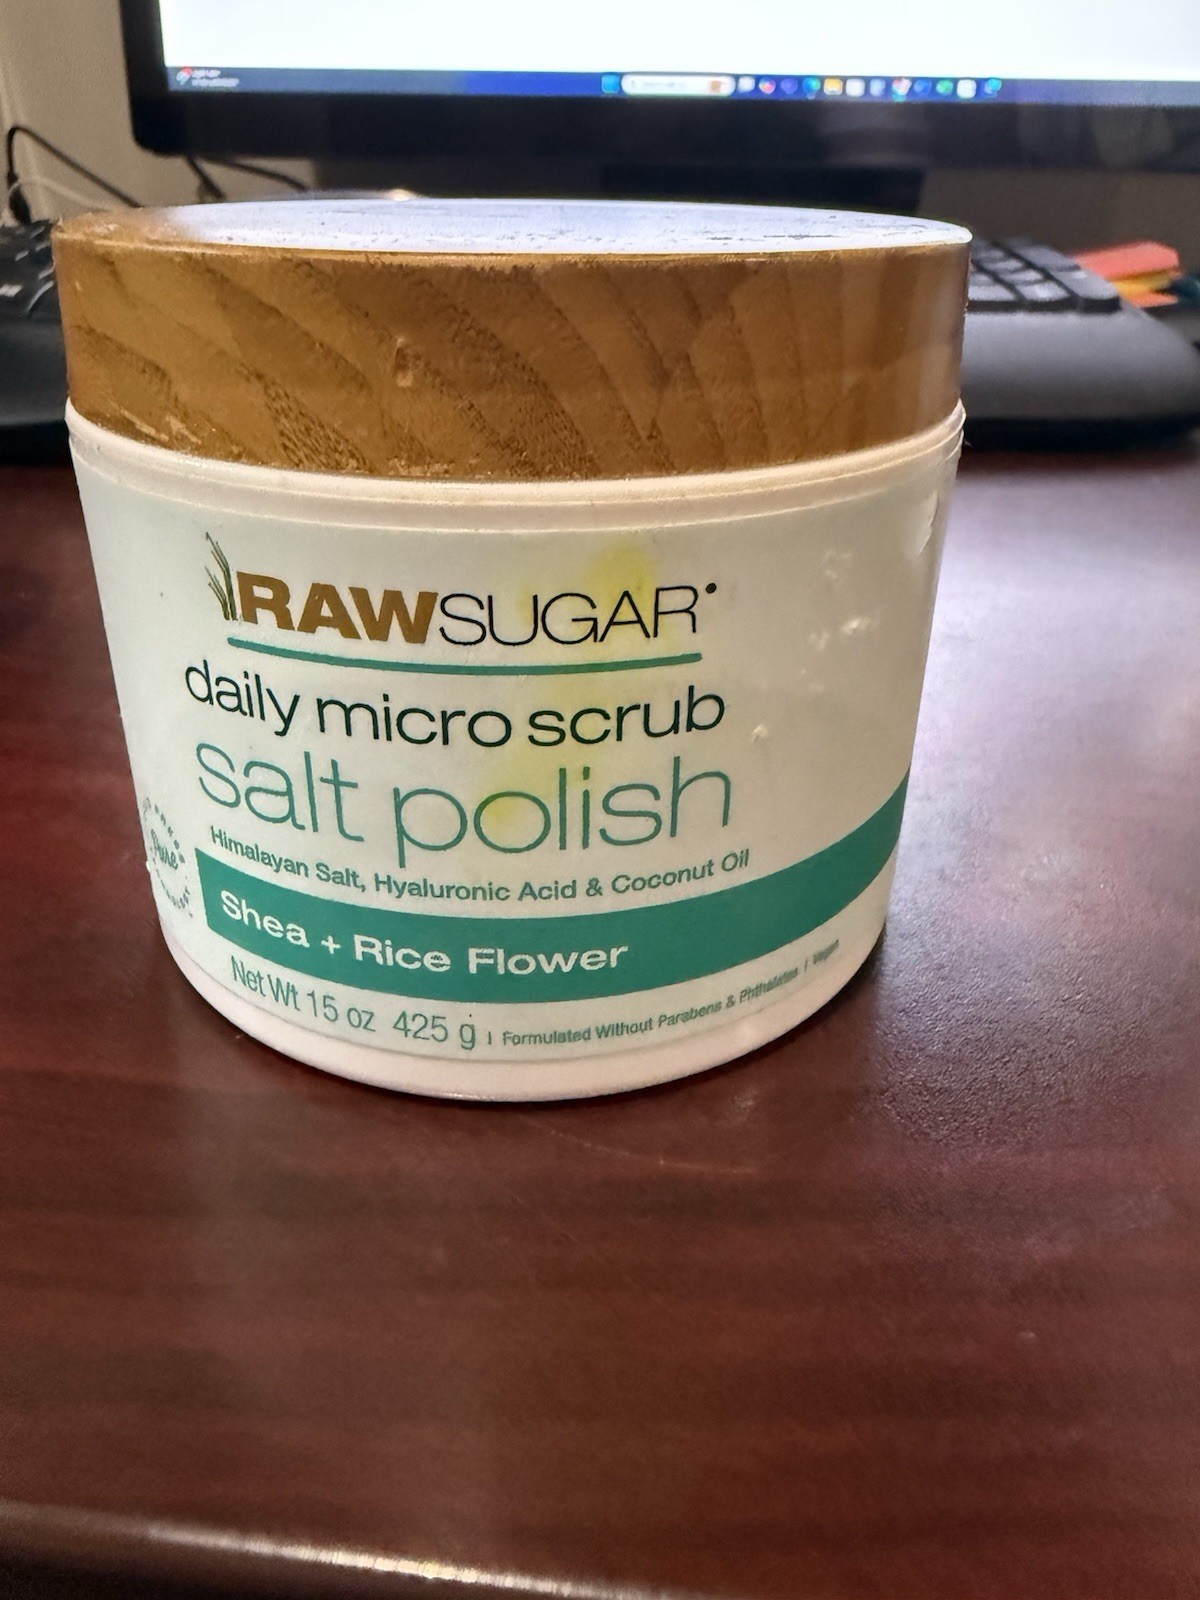 RAWSUGAR
daily micro scrub
salt polish
Himalayan Salt, Hyaluronic Acid & Coconut Oil
Pure
Shea + Rice Flower
Net Wt 15 oz 425 g | Formulated Without Parabens & Phthalates | Vegan